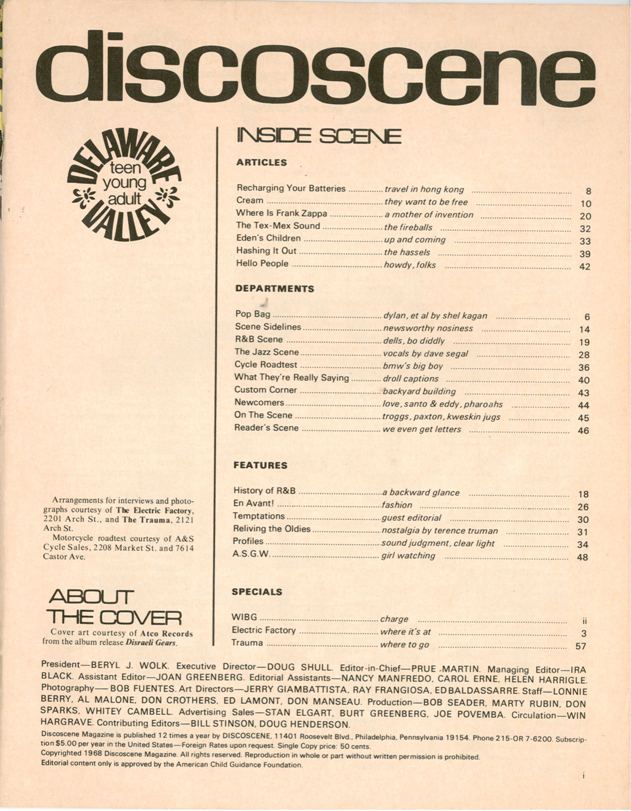 discoscene
DELAWARE
teen
young
adult
VALLEY
INSIDE SCENE
ARTICLES
Recharging Your Batteries ............ travel in hong kong ............ 8
Cream ............ they want to be free ............ 10
Where Is Frank Zappa ............ a mother of invention ............ 20
The Tex-Mex Sound ............ the fireballs ............ 32
Eden's Children ............ up and coming ............ 33
Hashing It Out ............ the hassels ............ 39
Hello People ............ howdy, folks ............ 42
DEPARTMENTS
Pop Bag ............ dylan, et al by shel kagan ............ 6
Scene Sidelines ............ newsworthy nosiness ............ 14
R&B Scene ............ dells, bo diddly ............ 19
The Jazz Scene ............ vocals by dave segal ............ 28
Cycle Roadtest ............ bmw's big boy ............ 36
What They're Really Saying ............ droll captions ............ 40
Custom Corner ............ backyard building ............ 43
Newcomers ............ love, santo & eddy, pharoahs ............ 44
On The Scene ............ troggs, paxton, kweskin jugs ............ 45
Reader's Scene ............ we even get letters ............ 46
FEATURES
History of R&B ............ a backward glance ............ 18
En Avant! ............ fashion ............ 26
Temptations ............ guest editorial ............ 30
Reliving the Oldies ............ nostalgia by terence truman ............ 31
Profiles ............ sound judgment, clear light ............ 34
A.S.G.W. ............ girl watching ............ 48
SPECIALS
WIBG ............ charge ............ ii
Electric Factory ............ where it's at ............ 3
Trauma ............ where to go ............ 57
Arrangements for interviews and photo-
graphs courtesy of The Electric Factory,
2201 Arch St., and The Trauma, 2121
Arch St.
Motorcycle roadtest courtesy of A&S
Cycle Sales, 2208 Market St. and 7614
Castor Ave.
ABOUT
THE COVER
Cover art courtesy of Atco Records
from the album release Disraeli Gears.
President—BERYL J. WOLK. Executive Director—DOUG SHULL. Editor-in-Chief—PRUE MARTIN. Managing Editor—IRA
BLACK. Assistant Editor—JOAN GREENBERG. Editorial Assistants—NANCY MANFREDO, CAROL ERNE, HELEN HARRIGLE.
Photography—BOB FUENTES. Art Directors—JERRY GIAMBATTISTA, RAY FRANGIOSA, ED BALDASSARRE. Staff—LONNIE
BERRY, AL MALONE, DON CROTHERS, ED LAMONT, DON MANSEAU. Production—BOB SEADER, MARTY RUBIN, DON
SPARKS, WHITEY CAMBELL. Advertising Sales—STAN ELGART, BURT GREENBERG, JOE POVEMBA. Circulation—WIN
HARGRAVE. Contributing Editors—BILL STINSON, DOUG HENDERSON.
Discoscene Magazine is published 12 times a year by DISCOSCENE, 11401 Roosevelt Blvd., Philadelphia, Pennsylvania 19154. Phone 215-OR 7-6200. Subscrip-
tion $5.00 per year in the United States—Foreign Rates upon request. Single Copy price: 50 cents.
Copyrighted 1968 Discoscene Magazine. All rights reserved. Reproduction in whole or part without written permission is prohibited.
Editorial content only is approved by the American Child Guidance Foundation.
i